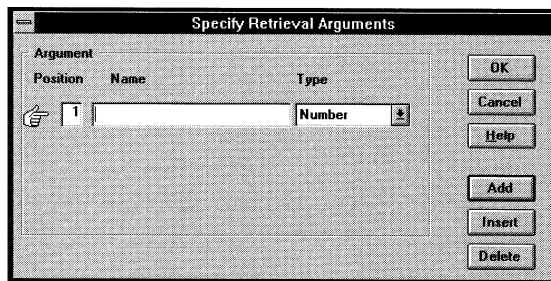 Specify Retrieval Arguments
Argument
Position Name Type
1 Number
OK
Cancel
Help
Add
Insert
Delete